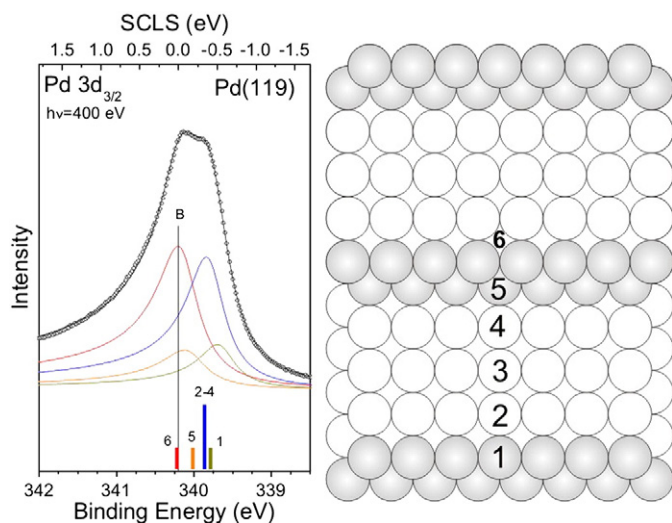 SCLS (eV)
1.5 1.0 0.5 0.0 -0.5 -1.0 -1.5
Pd 3d3/2 Pd(119)
hν=400 eV
B
Intensity
2-4
6 5 1
342 341 340 339
Binding Energy (eV)
6
5
4
3
2
1